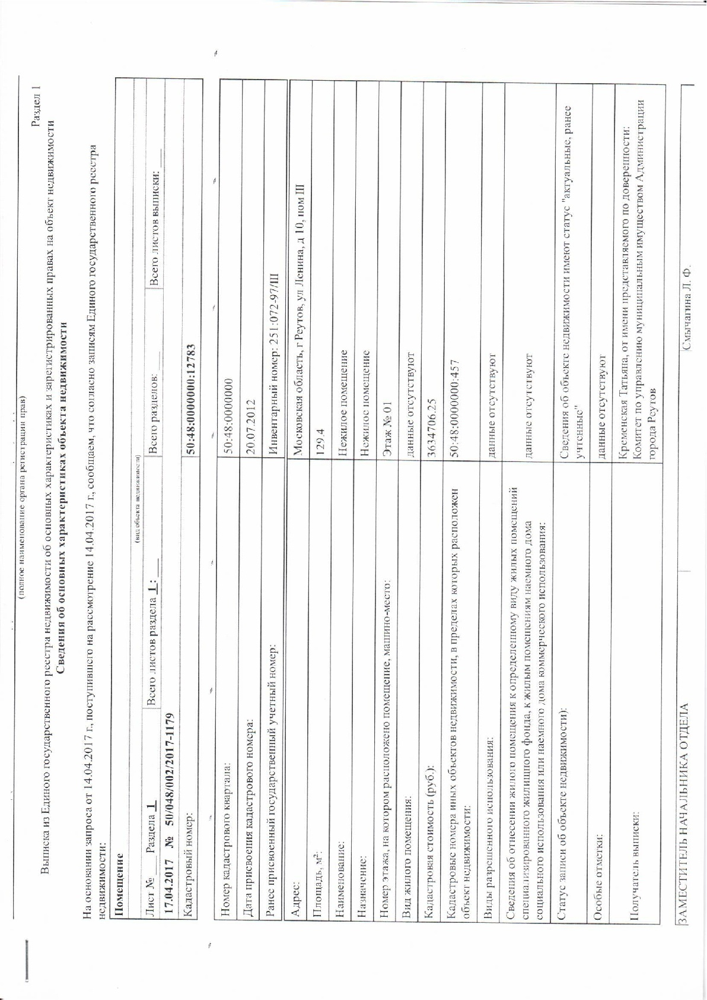 (полное наименование органа регистрации прав)
Раздел 1
Выписка из Единого государственного реестра недвижимости об основных характеристиках и зарегистрированных правах на объект недвижимости
Сведения об основных характеристиках объекта недвижимости
На основании запроса от 14.04.2017 г., поступившего на рассмотрение 14.04.2017 г., сообщаем, что согласно записям Единого государственного реестра
недвижимости:
Помещение
(вид объекта недвижимости)
Лист № ___ Раздела 1 Всего листов раздела 1 : ___ Всего разделов: ___ Всего листов выписки: ___
17.04.2017 № 50/048/002/2017-1179
Кадастровый номер: 50:48:0000000:12783
Номер кадастрового квартала: 50:48:0000000
Дата присвоения кадастрового номера: 20.07.2012
Ранее присвоенный государственный учетный номер: Инвентарный номер: 251:072-97/III
Адрес: Московская область, г Реутов, ул Ленина, д 10, пом III
Площадь, м²: 129.4
Наименование: Нежилое помещение
Назначение: Нежилое помещение
Номер этажа, на котором расположено помещение, машино-место: Этаж № 01
Вид жилого помещения: данные отсутствуют
Кадастровая стоимость (руб.): 3634706.25
Кадастровые номера иных объектов недвижимости, в пределах которых расположен
объект недвижимости: 50:48:0000000:457
Виды разрешенного использования: данные отсутствуют
Сведения об отнесении жилого помещения к определенному виду жилых помещений
специализированного жилищного фонда, к жилым помещениям наемного дома
социального использования или наемного дома коммерческого использования: данные отсутствуют
Статус записи об объекте недвижимости): Сведения об объекте недвижимости имеют статус "актуальные, ранее
учтенные"
Особые отметки: данные отсутствуют
Получатель выписки: Кременская Татьяна, от имени представляемого по доверенности:
Комитет по управлению муниципальным имуществом Администрации
города Реутов
ЗАМЕСТИТЕЛЬ НАЧАЛЬНИКА ОТДЕЛА Смычагина Л. Ф.